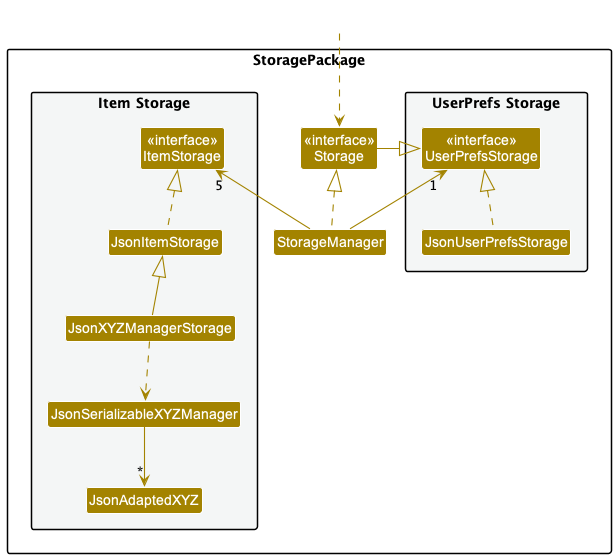 StoragePackage
Item Storage
UserPrefs Storage
«interface»
ItemStorage
«interface»
Storage
«interface»
UserPrefsStorage
5
1
JsonItemStorage
StorageManager
JsonUserPrefsStorage
JsonXYZManagerStorage
JsonSerializableXYZManager
*
JsonAdaptedXYZ